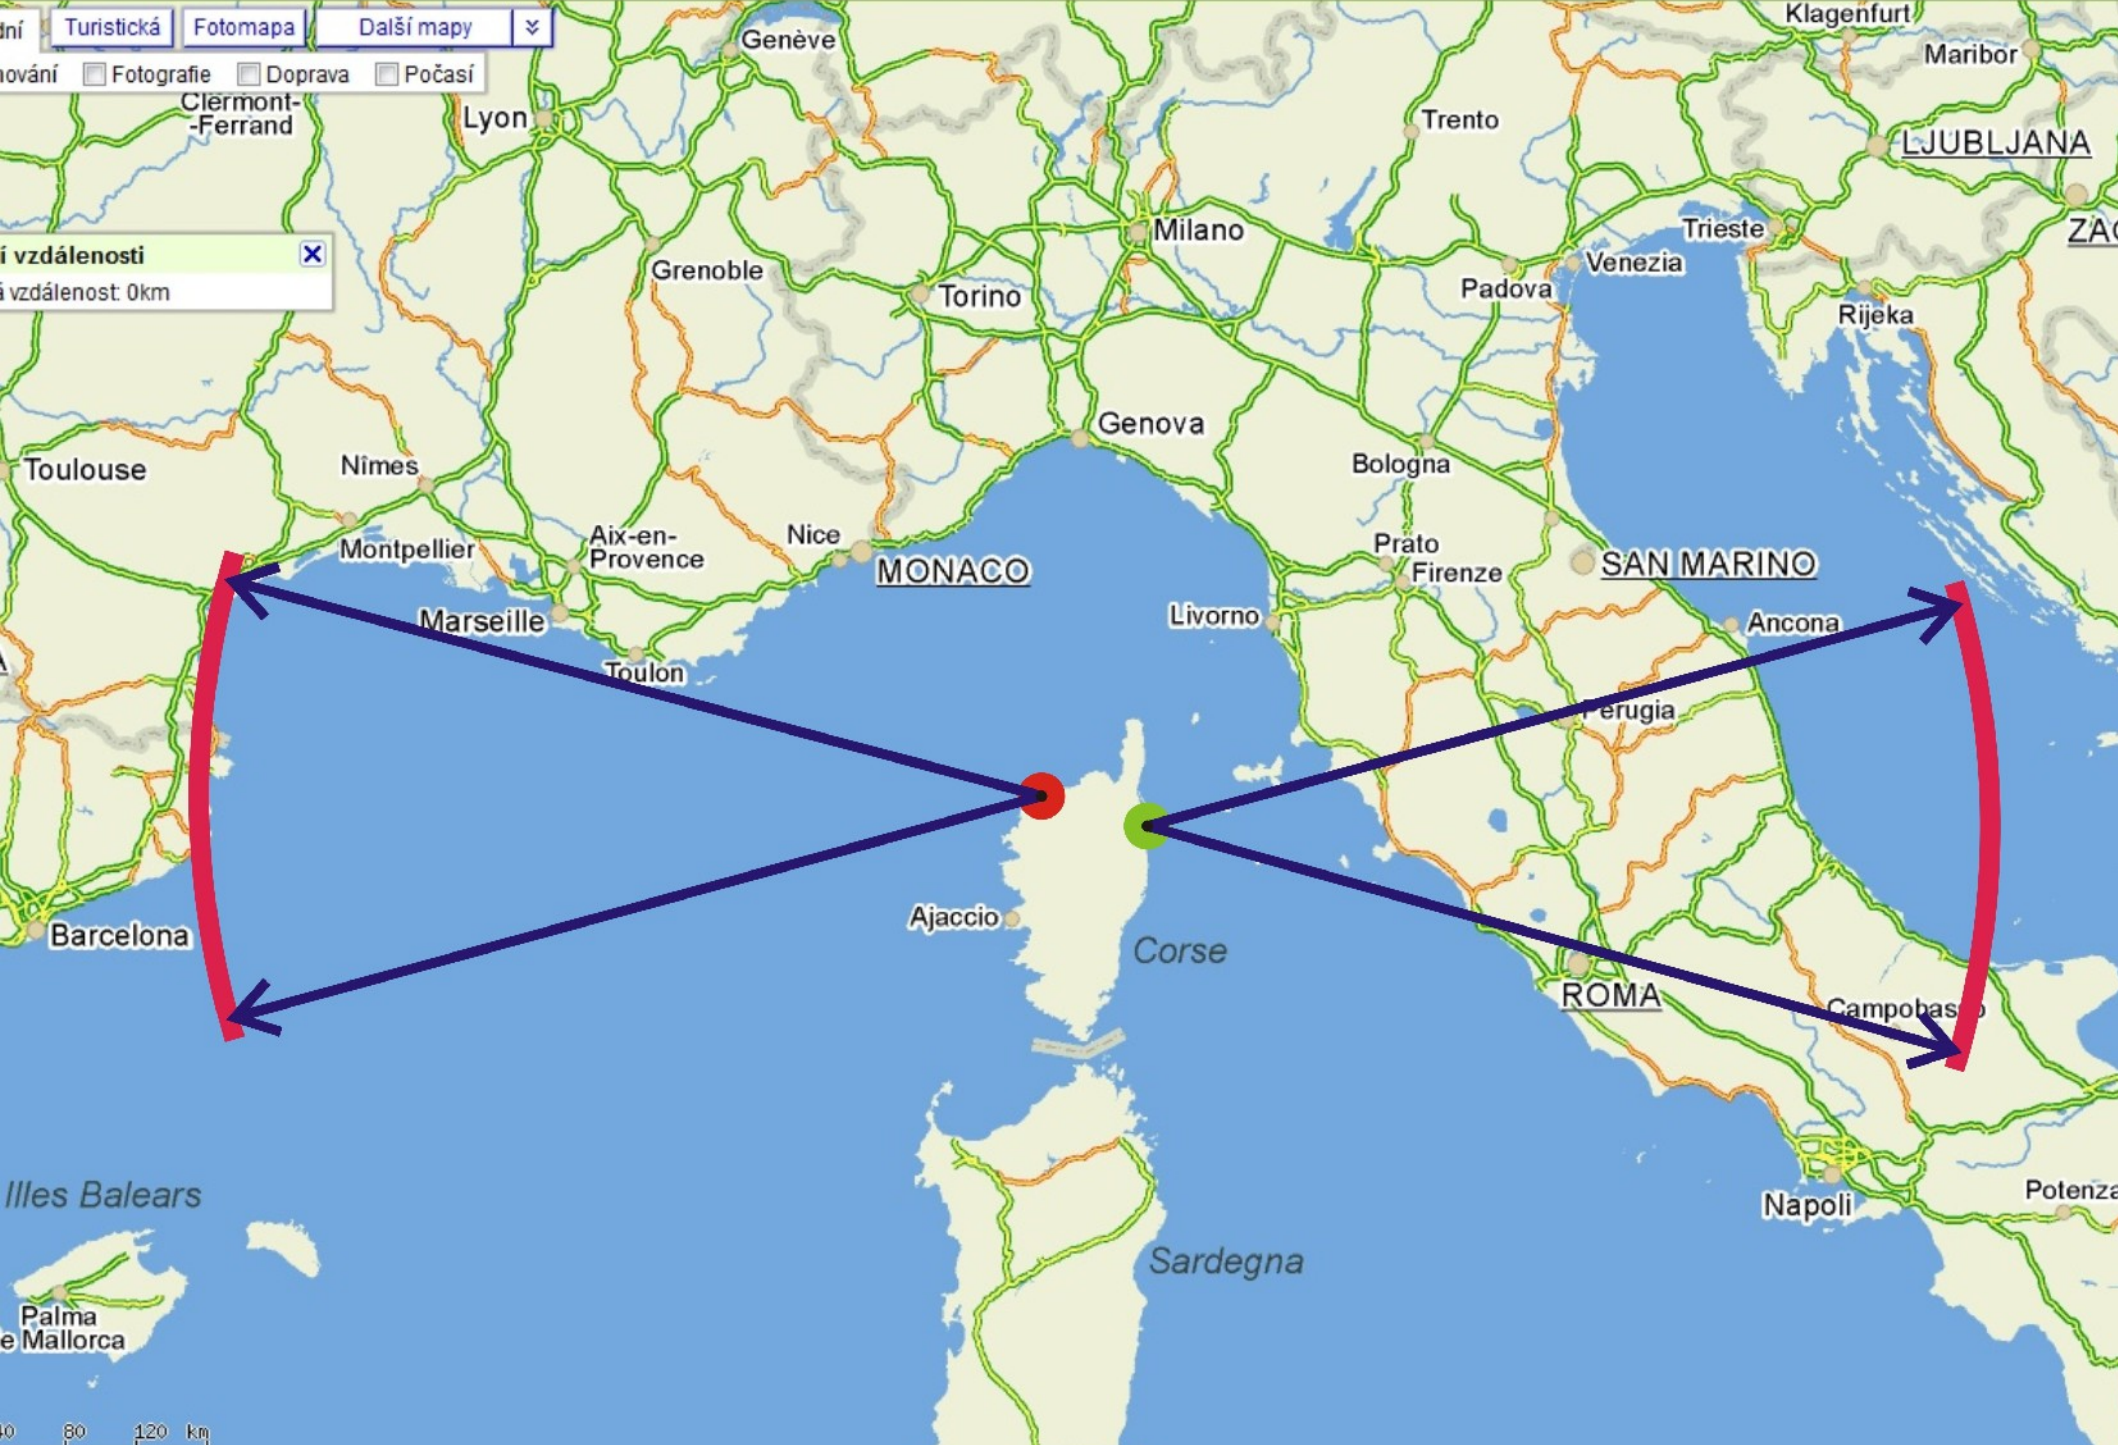 dní Turistická Fotomapa Další mapy
nování Fotografie Doprava Počasí
Klagenfurt
Genève
Maribor
Clermont-
-Ferrand
Lyon
Trento
LJUBLJANA
Milano
Trieste
ZAG
í vzdálenosti
Venezia
Grenoble
á vzdálenost: 0km
Padova
Torino
Rijeka
Genova
Toulouse
Nîmes
Bologna
Aix-en-
Provence
Nice
Montpellier
Prato
SAN MARINO
MONACO
Firenze
Marseille
Livorno
Ancona
Toulon
Perugia
Ajaccio
Barcelona
Corse
ROMA
Campobasso
Illes Balears
Napoli
Potenza
Sardegna
Palma
e Mallorca
40 80 120 km